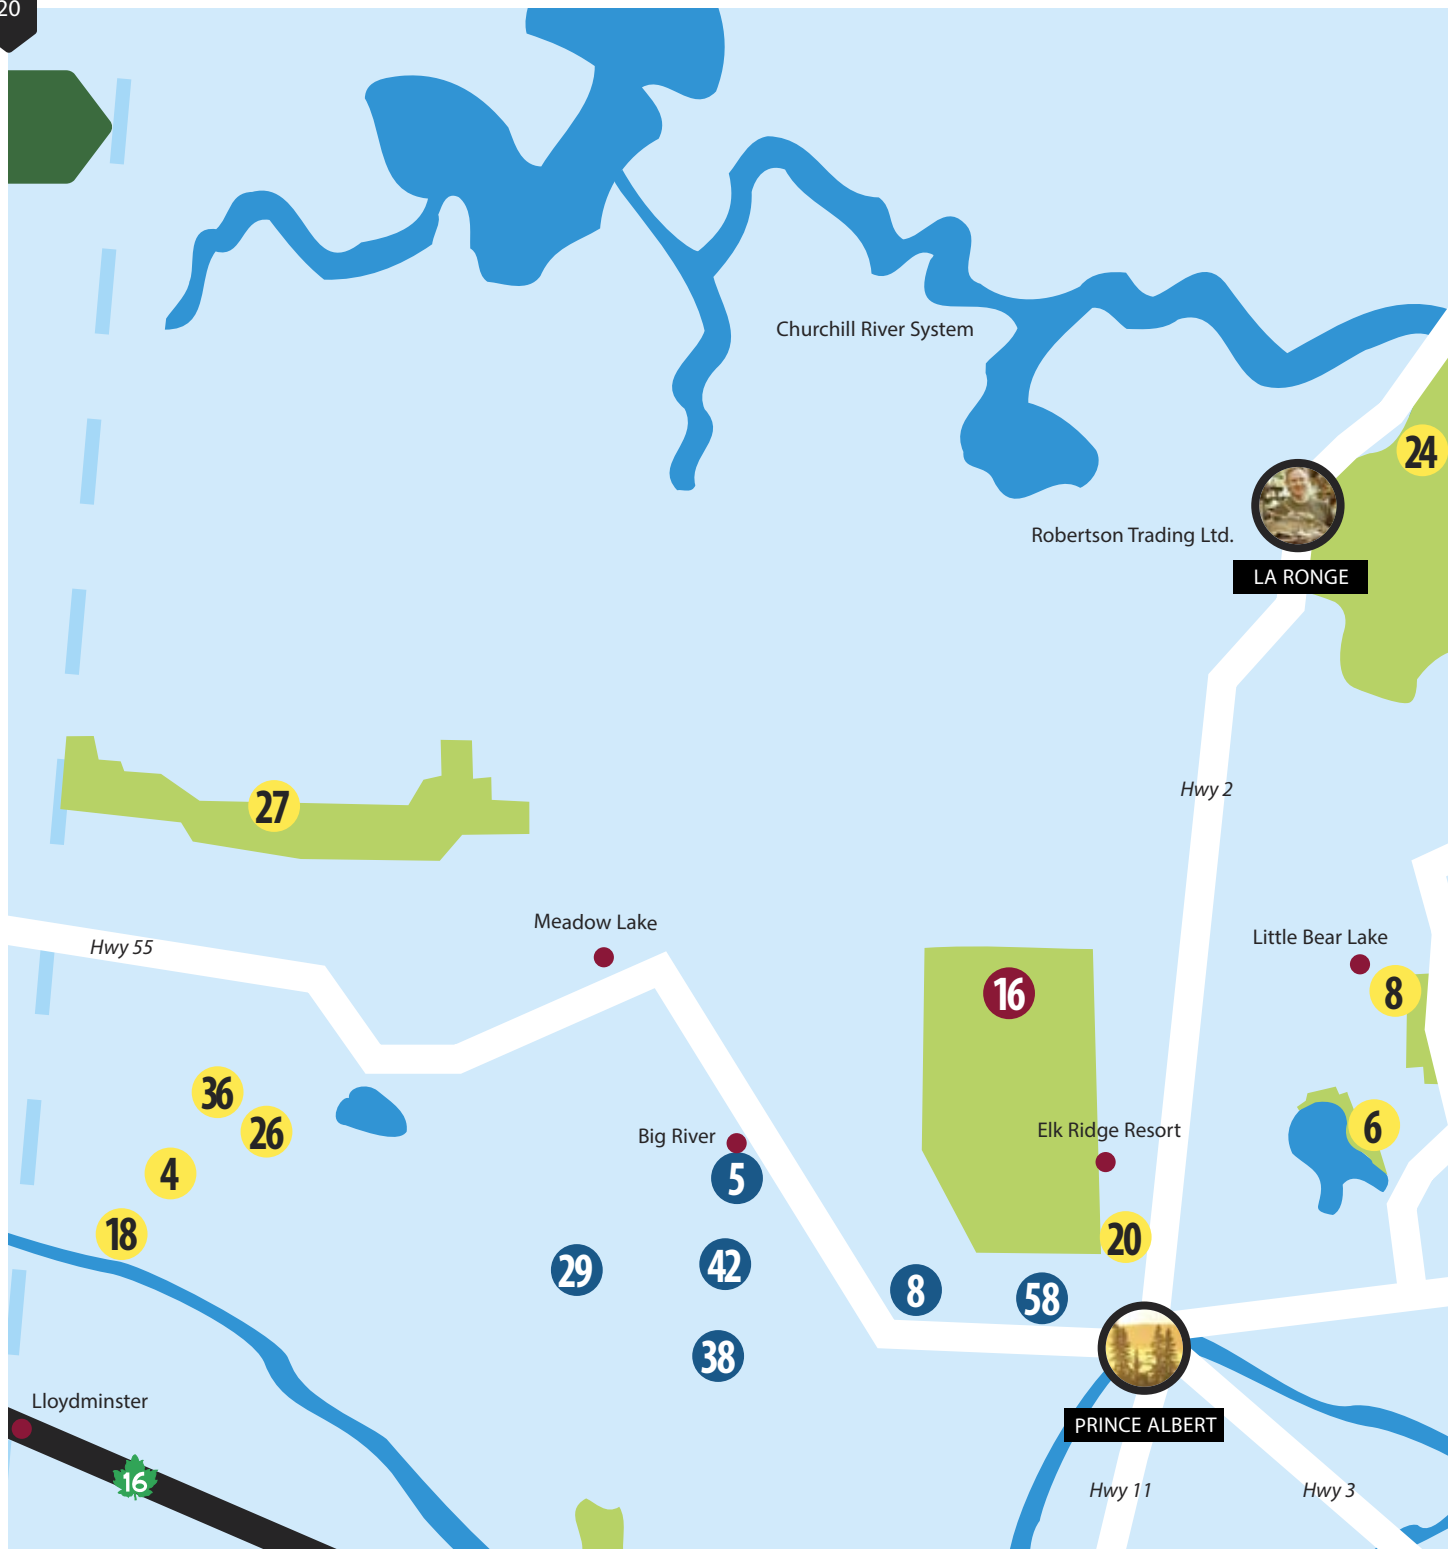 20
Churchill River System
24
Robertson Trading Ltd.
LA RONGE
Hwy 2
27
Meadow Lake
Hwy 55
Little Bear Lake
16
8
36
26
6
Big River
Elk Ridge Resort
5
4
18
20
42
29
8
58
38
Lloydminster
PRINCE ALBERT
16
Hwy 11
Hwy 3